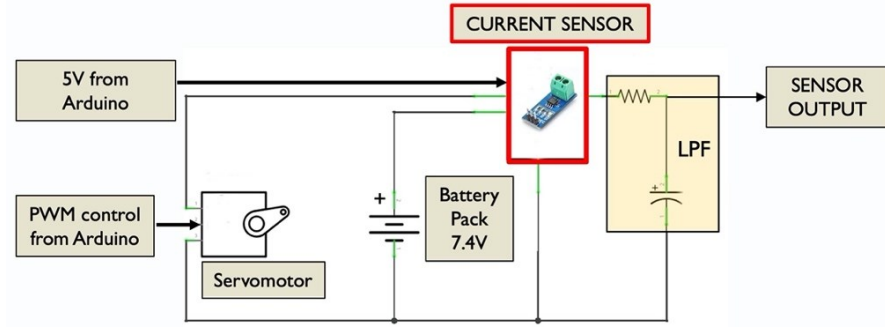 CURRENT SENSOR
5V from
Arduino
SENSOR
OUTPUT
LPF
+
Battery
Pack
7.4V
PWM control
from Arduino
Servomotor